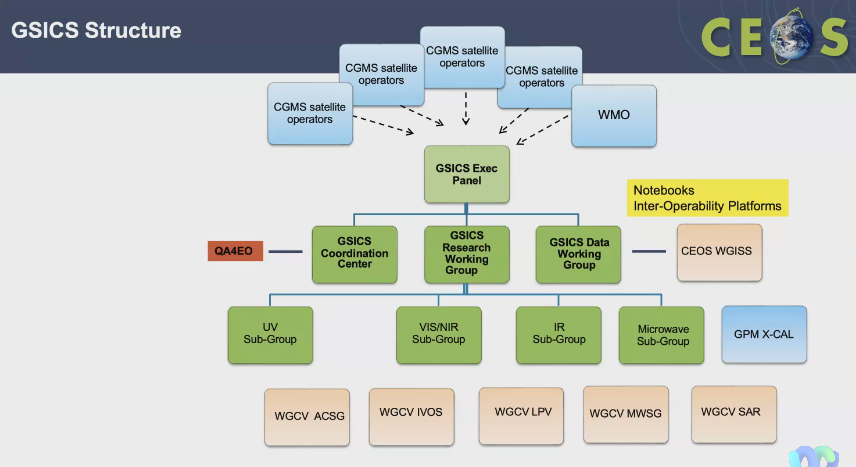 GSICS Structure
CEOS
CGMS satellite
operators
CGMS satellite
operators
CGMS satellite
operators
CGMS satellite
operators
WMO
GSICS Exec
Panel
Notebooks
Inter-Operability Platforms
QA4EO
GSICS
Coordination
Center
GSICS
Research
Working
Group
GSICS Data
Working
Group
CEOS WGISS
UV
Sub-Group
VIS/NIR
Sub-Group
IR
Sub-Group
Microwave
Sub-Group
GPM X-CAL
WGCV ACSG
WGCV IVOS
WGCV LPV
WGCV MWSG
WGCV SAR